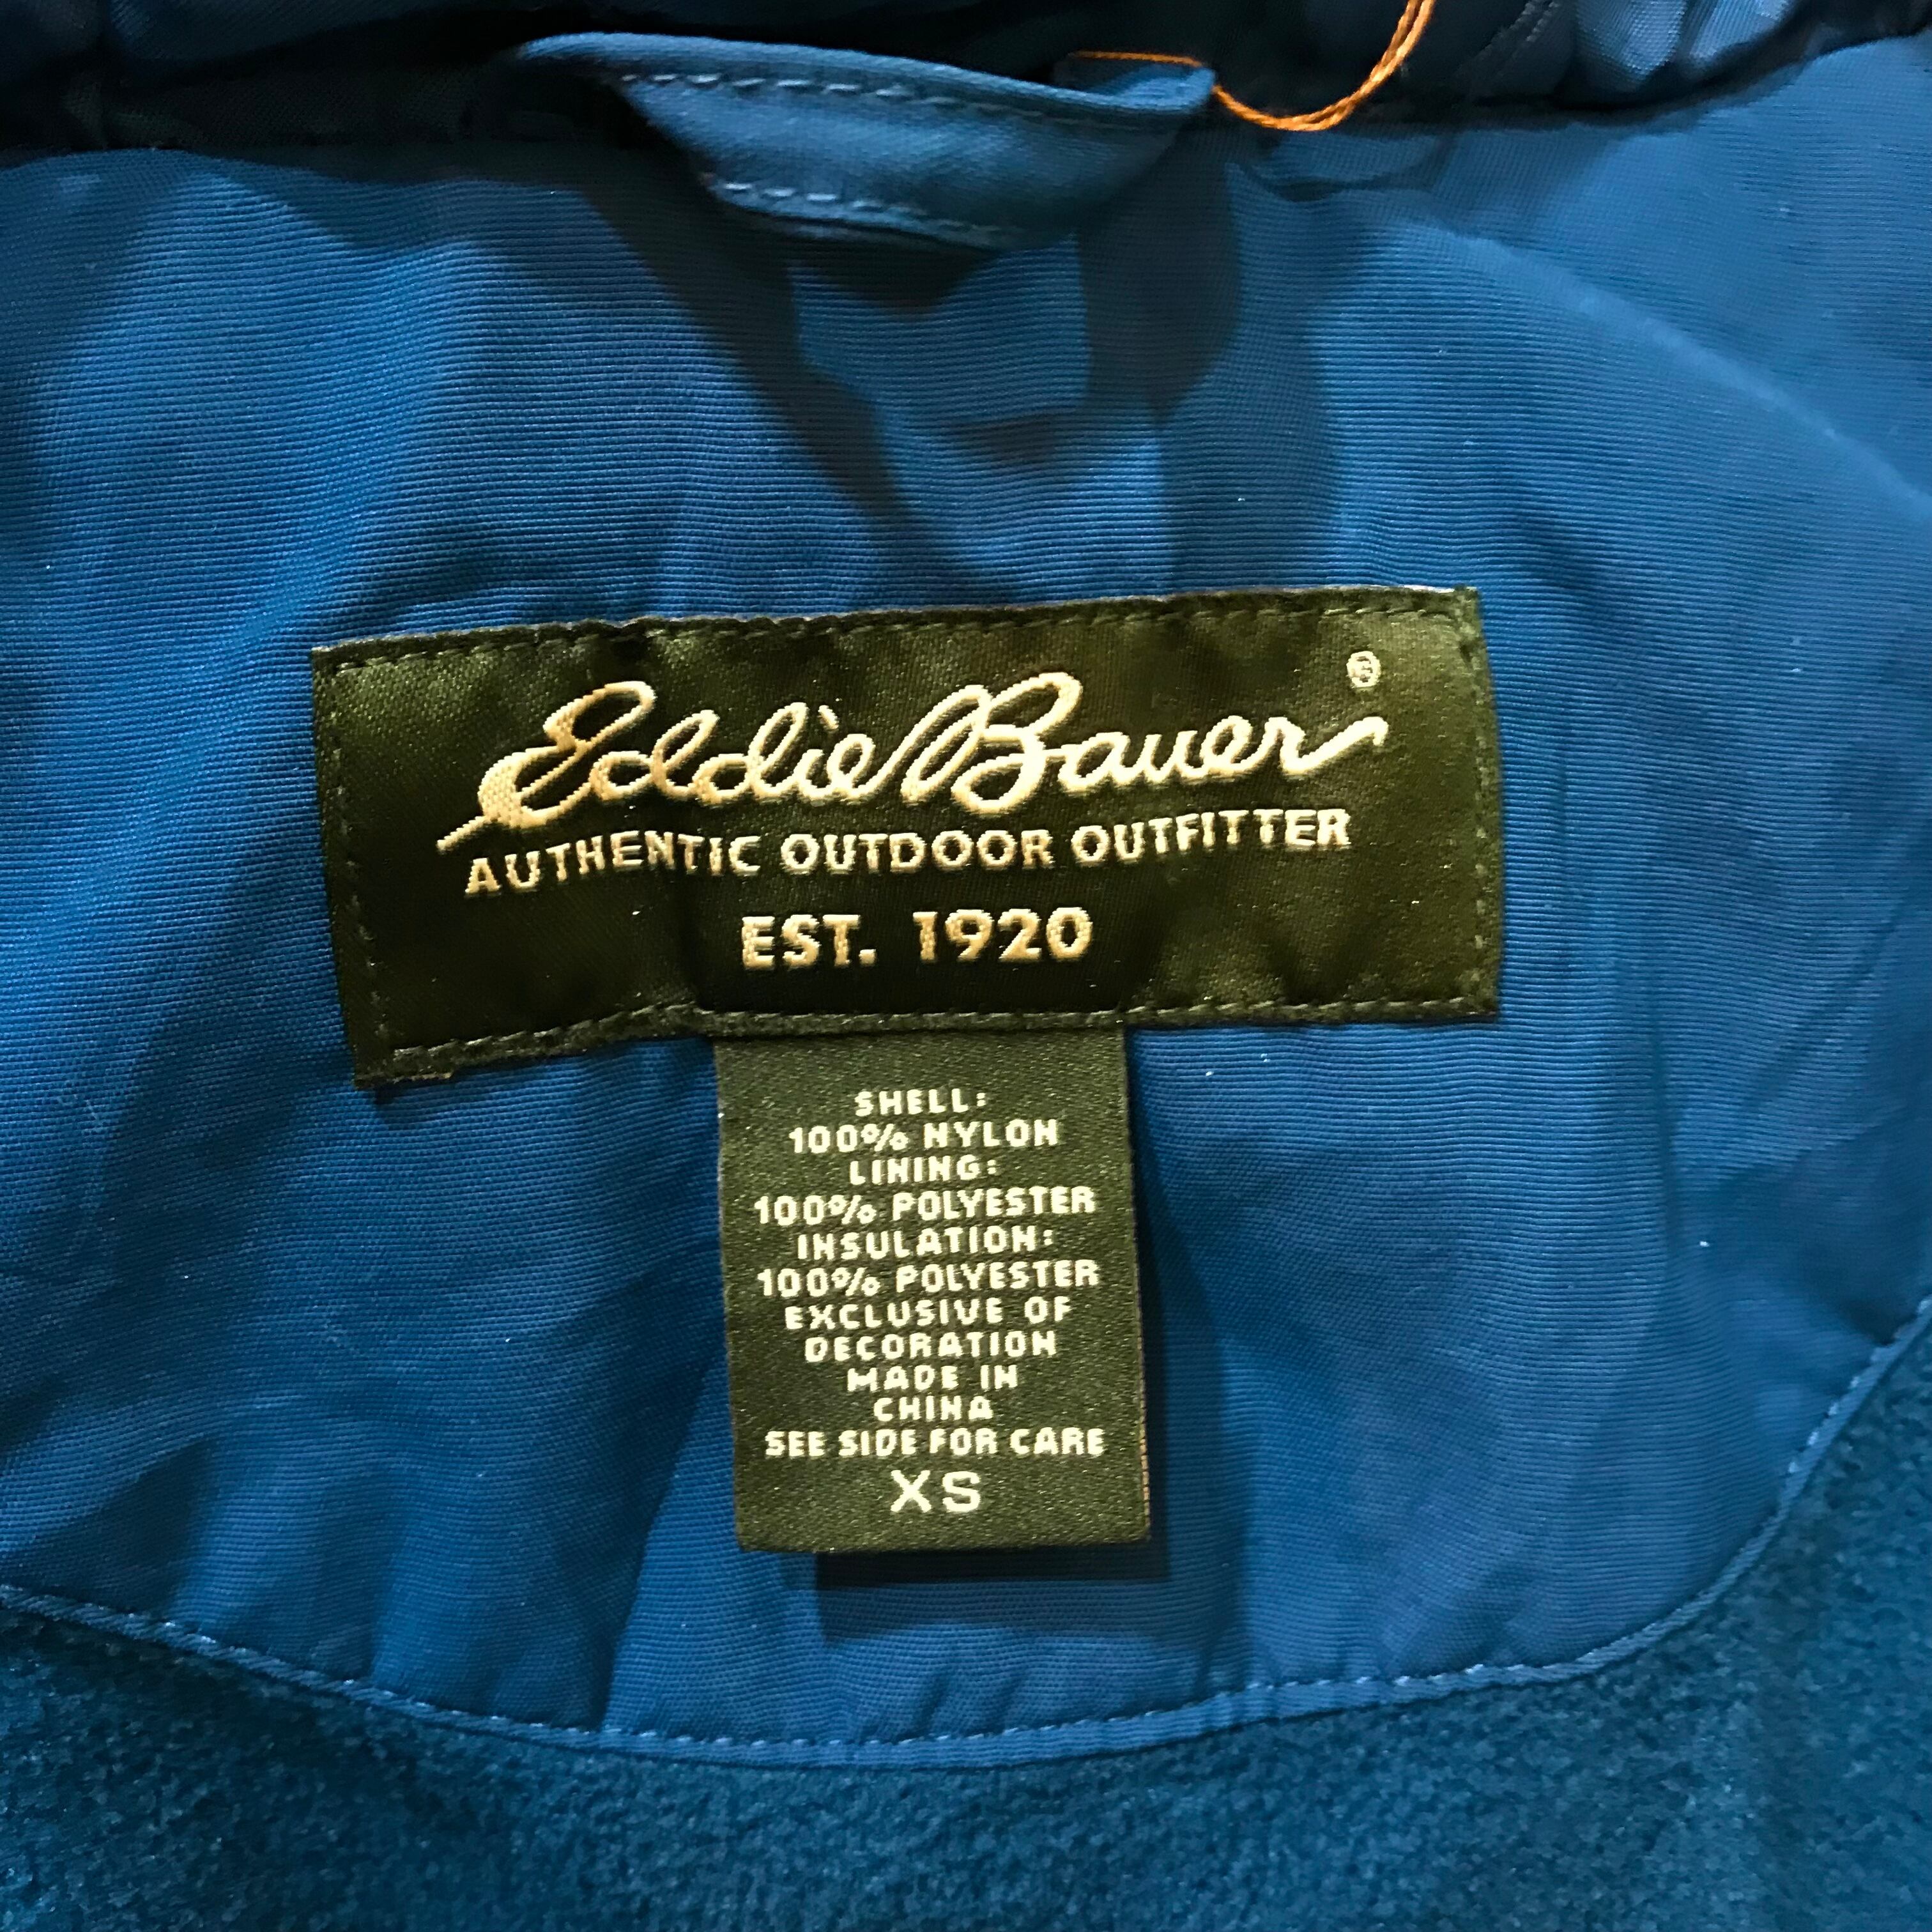 Eddie Bauer ®
AUTHENTIC OUTDOOR OUTFITTER
EST. 1920
SHELL:
100% NYLON
LINING:
100% POLYESTER
INSULATION:
100% POLYESTER
EXCLUSIVE OF
DECORATION
MADE IN
CHINA
SEE SIDE FOR CARE
XS